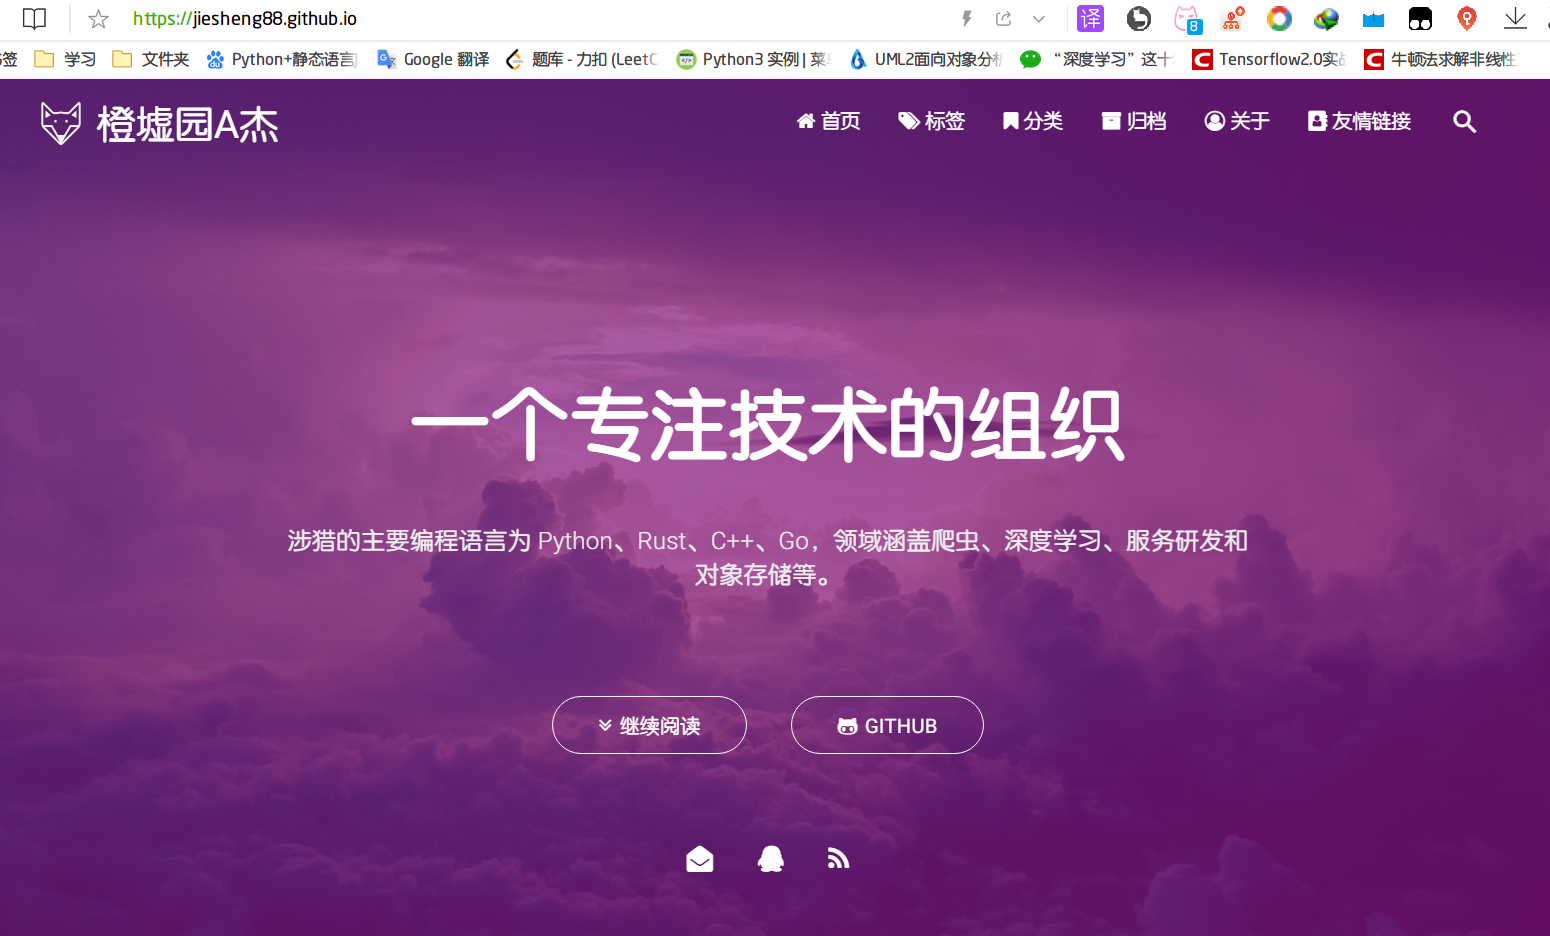 https://jiesheng88.github.io
译
8
签 学习 文件夹 Python+静态语言 Google 翻译 题库 - 力扣 (Leet Python3 实例 | 菜 UML2面向对象分析 “深度学习”这十 Tensorflow2.0实战 牛顿法求解非线性
橙墟园A杰
首页 标签 分类 归档 关于 友情链接
一个专注技术的组织
涉猎的主要编程语言为 Python、Rust、C++、Go，领域涵盖爬虫、深度学习、服务研发和
对象存储等。
继续阅读 GITHUB